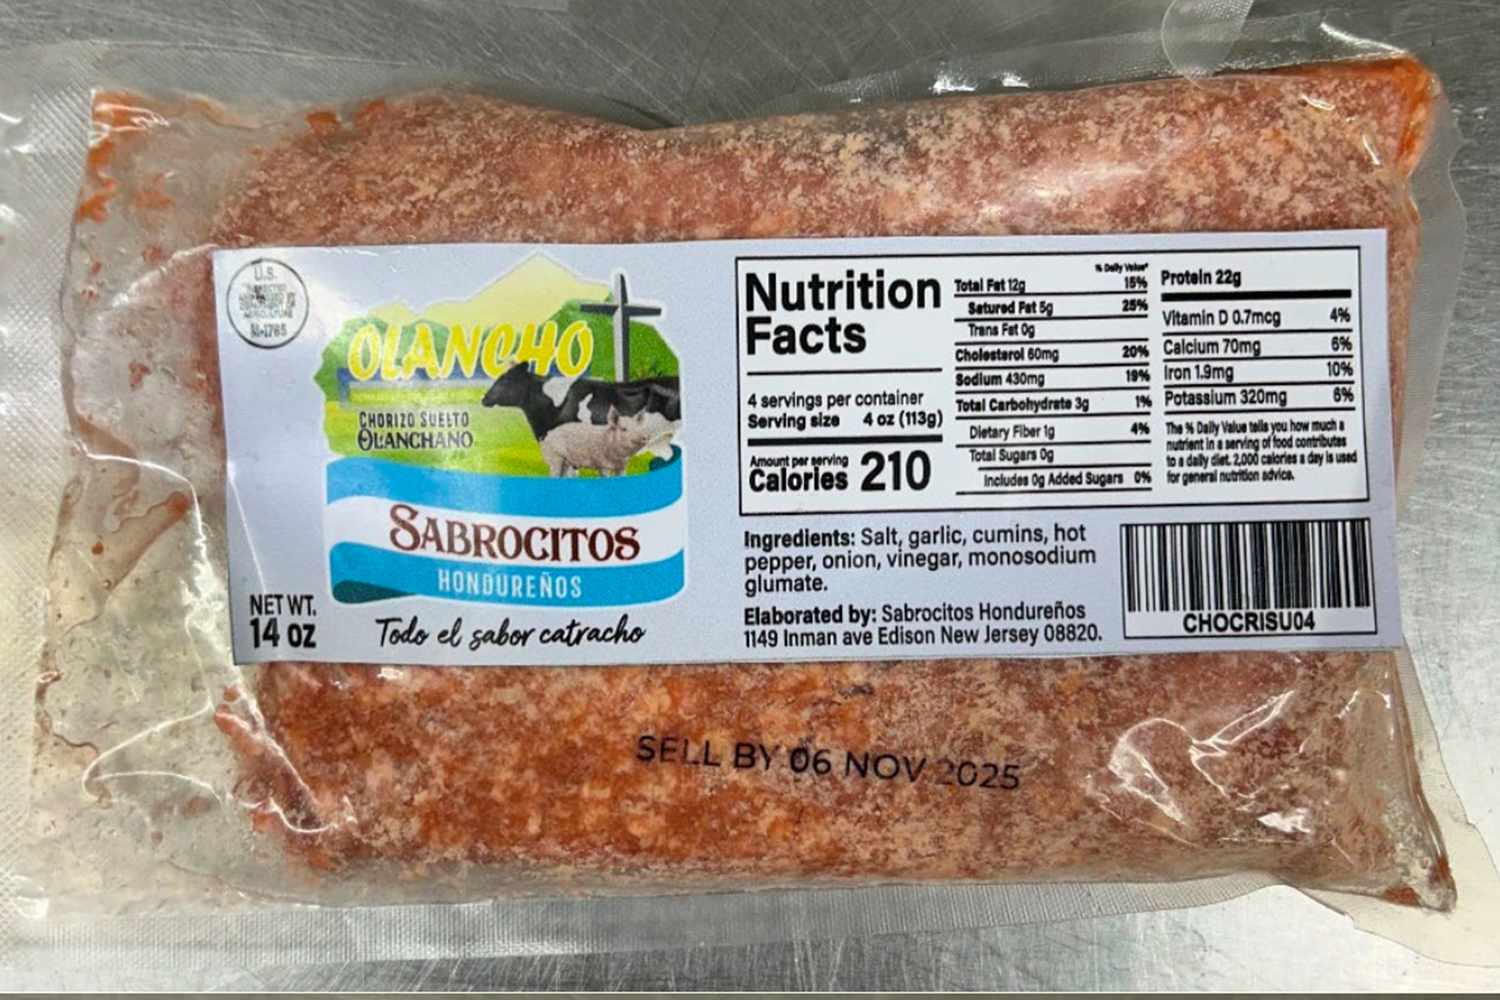 U.S.
M-1785
OLANCHO
CHORIZO SUELTO
OLANCHANO
SABROCITOS
HONDUREÑOS
NET WT.
14 OZ
Todo el sabor catracho
Nutrition
Facts
4 servings per container
Serving size 4 oz (113g)
Amount per serving
Calories 210
% Daily Value*
Total Fat 12g 15%
Satured Fat 5g 25%
Trans Fat 0g
Cholesterol 60mg 20%
Sodium 430mg 19%
Total Carbohydrate 3g 1%
Dietary Fiber 1g 4%
Total Sugars 0g
Includes 0g Added Sugars 0%
Protein 22g
Vitamin D 0.7mcg 4%
Calcium 70mg 6%
Iron 1.9mg 10%
Potassium 320mg 6%
The % Daily Value tells you how much a
nutrient in a serving of food contributes
to a daily diet. 2,000 calories a day is used
for general nutrition advice.
Ingredients: Salt, garlic, cumins, hot
pepper, onion, vinegar, monosodium
glumate.
Elaborated by: Sabrocitos Hondureños
1149 Inman ave Edison New Jersey 08820.
CHOCRISU04
SELL BY 06 NOV 2025